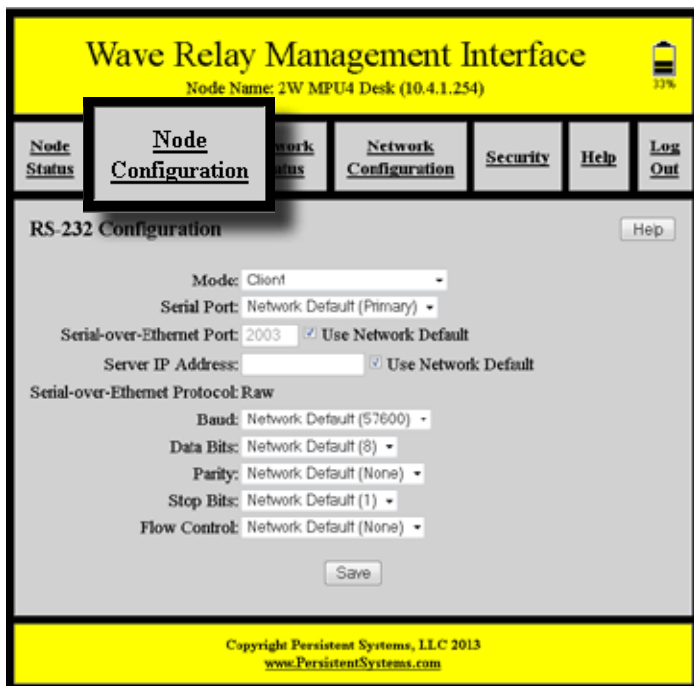 Wave Relay Management Interface
Node Name: 2W MPU4 Desk (10.4.1.254)
33%
Node Status
Node Configuration
Network Configuration
Security
Help
Log Out
RS-232 Configuration
Help
Mode: Client
Serial Port: Network Default (Primary)
Serial-over-Ethernet Port: 2003 Use Network Default
Server IP Address: Use Network Default
Serial-over-Ethernet Protocol: Raw
Baud: Network Default (57600)
Data Bits: Network Default (8)
Parity: Network Default (None)
Stop Bits: Network Default (1)
Flow Control: Network Default (None)
Save
Copyright Persistent Systems, LLC 2013
www.PersistentSystems.com